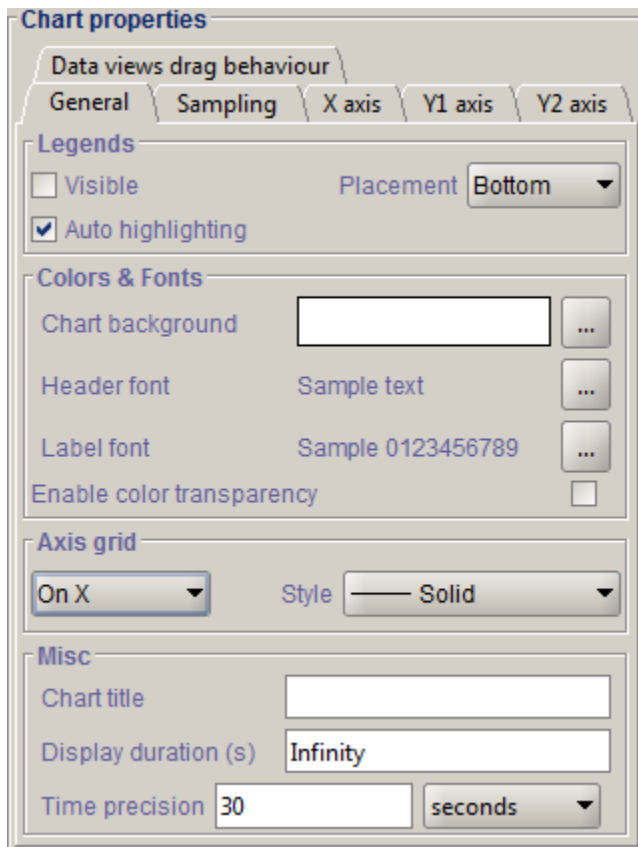 Chart properties
Data views drag behaviour
General Sampling X axis Y1 axis Y2 axis
Legends
Visible Placement Bottom
Auto highlighting
Colors & Fonts
Chart background ...
Header font Sample text ...
Label font Sample 0123456789 ...
Enable color transparency
Axis grid
On X Style Solid
Misc
Chart title
Display duration (s) Infinity
Time precision 30 seconds